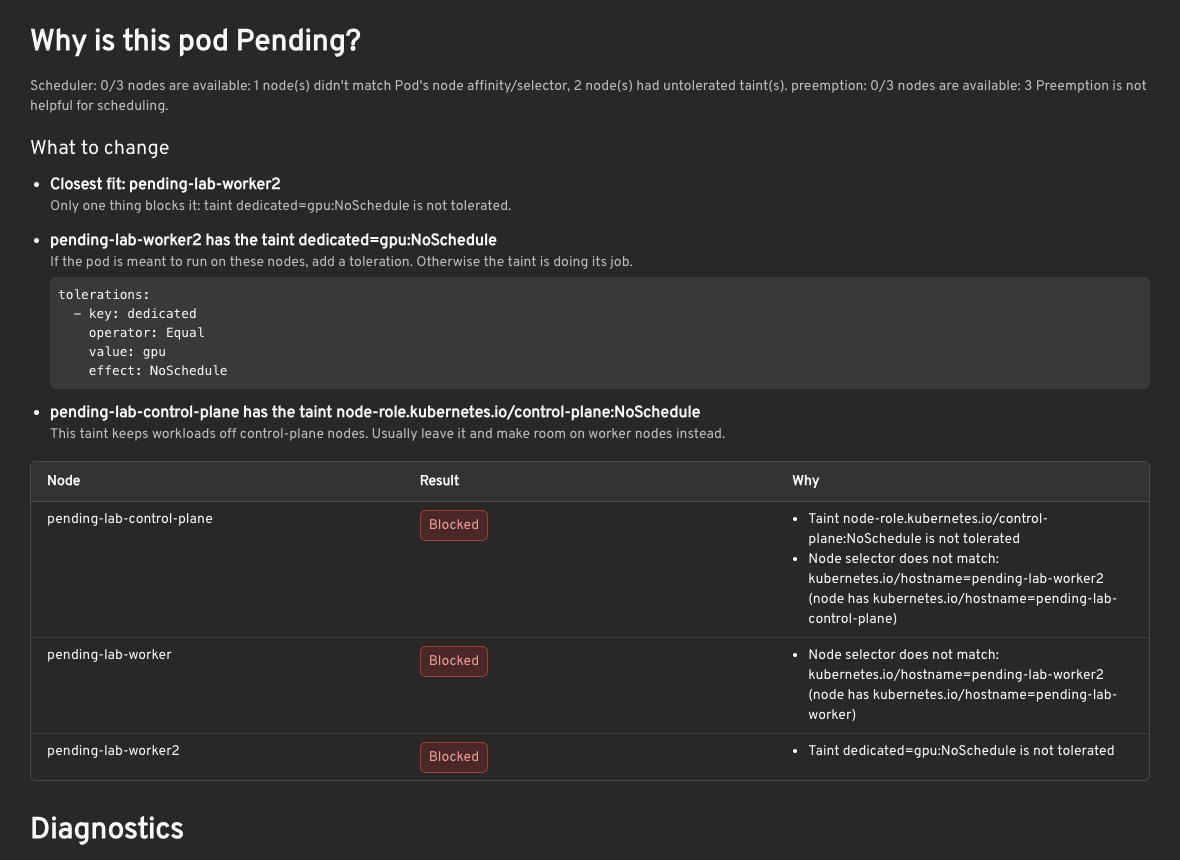 Why is this pod Pending?
Scheduler: 0/3 nodes are available: 1 node(s) didn't match Pod's node affinity/selector, 2 node(s) had untolerated taint(s). preemption: 0/3 nodes are available: 3 Preemption is not
helpful for scheduling.
What to change
• Closest fit: pending-lab-worker2
Only one thing blocks it: taint dedicated=gpu:NoSchedule is not tolerated.
• pending-lab-worker2 has the taint dedicated=gpu:NoSchedule
If the pod is meant to run on these nodes, add a toleration. Otherwise the taint is doing its job.
tolerations:
  - key: dedicated
    operator: Equal
    value: gpu
    effect: NoSchedule
• pending-lab-control-plane has the taint node-role.kubernetes.io/control-plane:NoSchedule
This taint keeps workloads off control-plane nodes. Usually leave it and make room on worker nodes instead.
Node Result Why
pending-lab-control-plane Blocked • Taint node-role.kubernetes.io/control-
plane:NoSchedule is not tolerated
• Node selector does not match:
kubernetes.io/hostname=pending-lab-worker2
(node has kubernetes.io/hostname=pending-lab-
control-plane)
pending-lab-worker Blocked • Node selector does not match:
kubernetes.io/hostname=pending-lab-worker2
(node has kubernetes.io/hostname=pending-lab-
worker)
pending-lab-worker2 Blocked • Taint dedicated=gpu:NoSchedule is not tolerated
Diagnostics